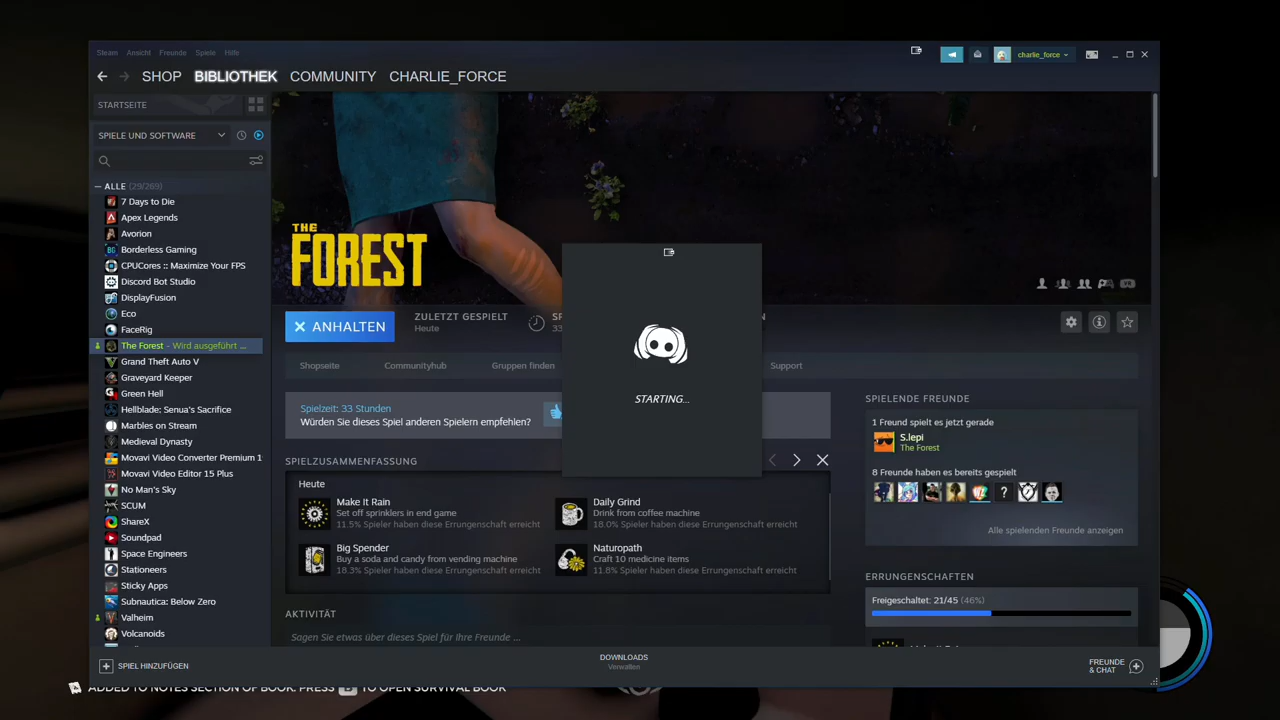 Steam Ansicht Freunde Spiele Hilfe
charlie_force
SHOP BIBLIOTHEK COMMUNITY CHARLIE_FORCE
STARTSEITE
SPIELE UND SOFTWARE
ALLE (29/269)
7 Days to Die
Apex Legends
Avorion
Borderless Gaming
CPUCores :: Maximize Your FPS
Discord Bot Studio
DisplayFusion
Eco
FaceRig
The Forest - Wird ausgeführt ...
Grand Theft Auto V
Graveyard Keeper
Green Hell
Hellblade: Senua's Sacrifice
Marbles on Stream
Medieval Dynasty
Movavi Video Converter Premium 1
Movavi Video Editor 15 Plus
No Man's Sky
SCUM
ShareX
Soundpad
Space Engineers
Stationeers
Sticky Apps
Subnautica: Below Zero
Valheim
Volcanoids
SPIEL HINZUFÜGEN
THE
FOREST
ANHALTEN
ZULETZT GESPIELT
Heute
Shopseite Communityhub Gruppen finden Support
Spielzeit: 33 Stunden
Würden Sie dieses Spiel anderen Spielern empfehlen?
STARTING...
SPIELZUSAMMENFASSUNG
Heute
Make It Rain
Set off sprinklers in end game
11.5% Spieler haben diese Errungenschaft erreicht
Daily Grind
Drink from coffee machine
18.0% Spieler haben diese Errungenschaft erreicht
Big Spender
Buy a soda and candy from vending machine
18.3% Spieler haben diese Errungenschaft erreicht
Naturopath
Craft 10 medicine items
11.8% Spieler haben diese Errungenschaft erreicht
AKTIVITÄT
Sagen Sie etwas über dieses Spiel für Ihre Freunde ...
SPIELENDE FREUNDE
1 Freund spielt es jetzt gerade
S.lepi
The Forest
8 Freunde haben es bereits gespielt
Alle spielenden Freunde anzeigen
ERRUNGENSCHAFTEN
Freigeschaltet: 21/45 (46%)
DOWNLOADS
Verwalten
FREUNDE
& CHAT
ADDED TO NOTES SECTION OF BOOK. PRESS B TO OPEN SURVIVAL BOOK